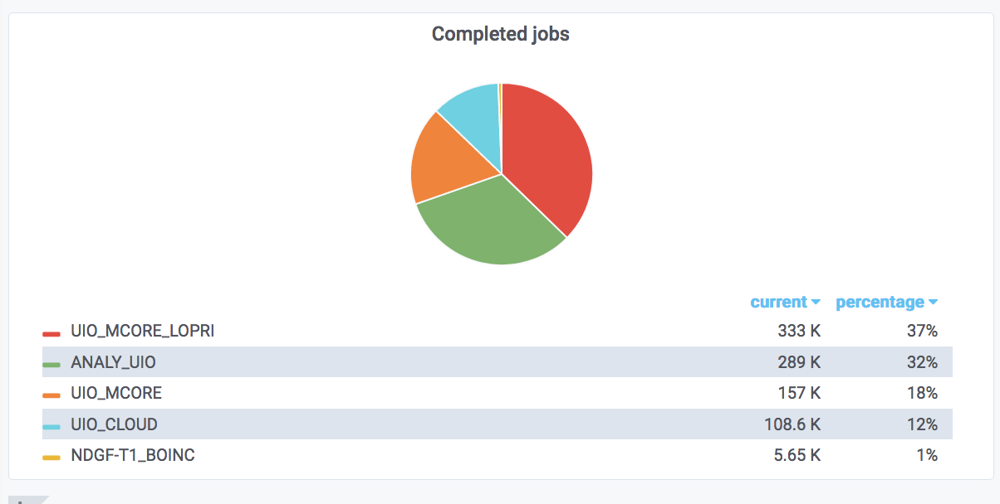 Completed jobs
current percentage
UIO_MCORE_LOPRI 333 K 37%
ANALY_UIO 289 K 32%
UIO_MCORE 157 K 18%
UIO_CLOUD 108.6 K 12%
NDGF-T1_BOINC 5.65 K 1%